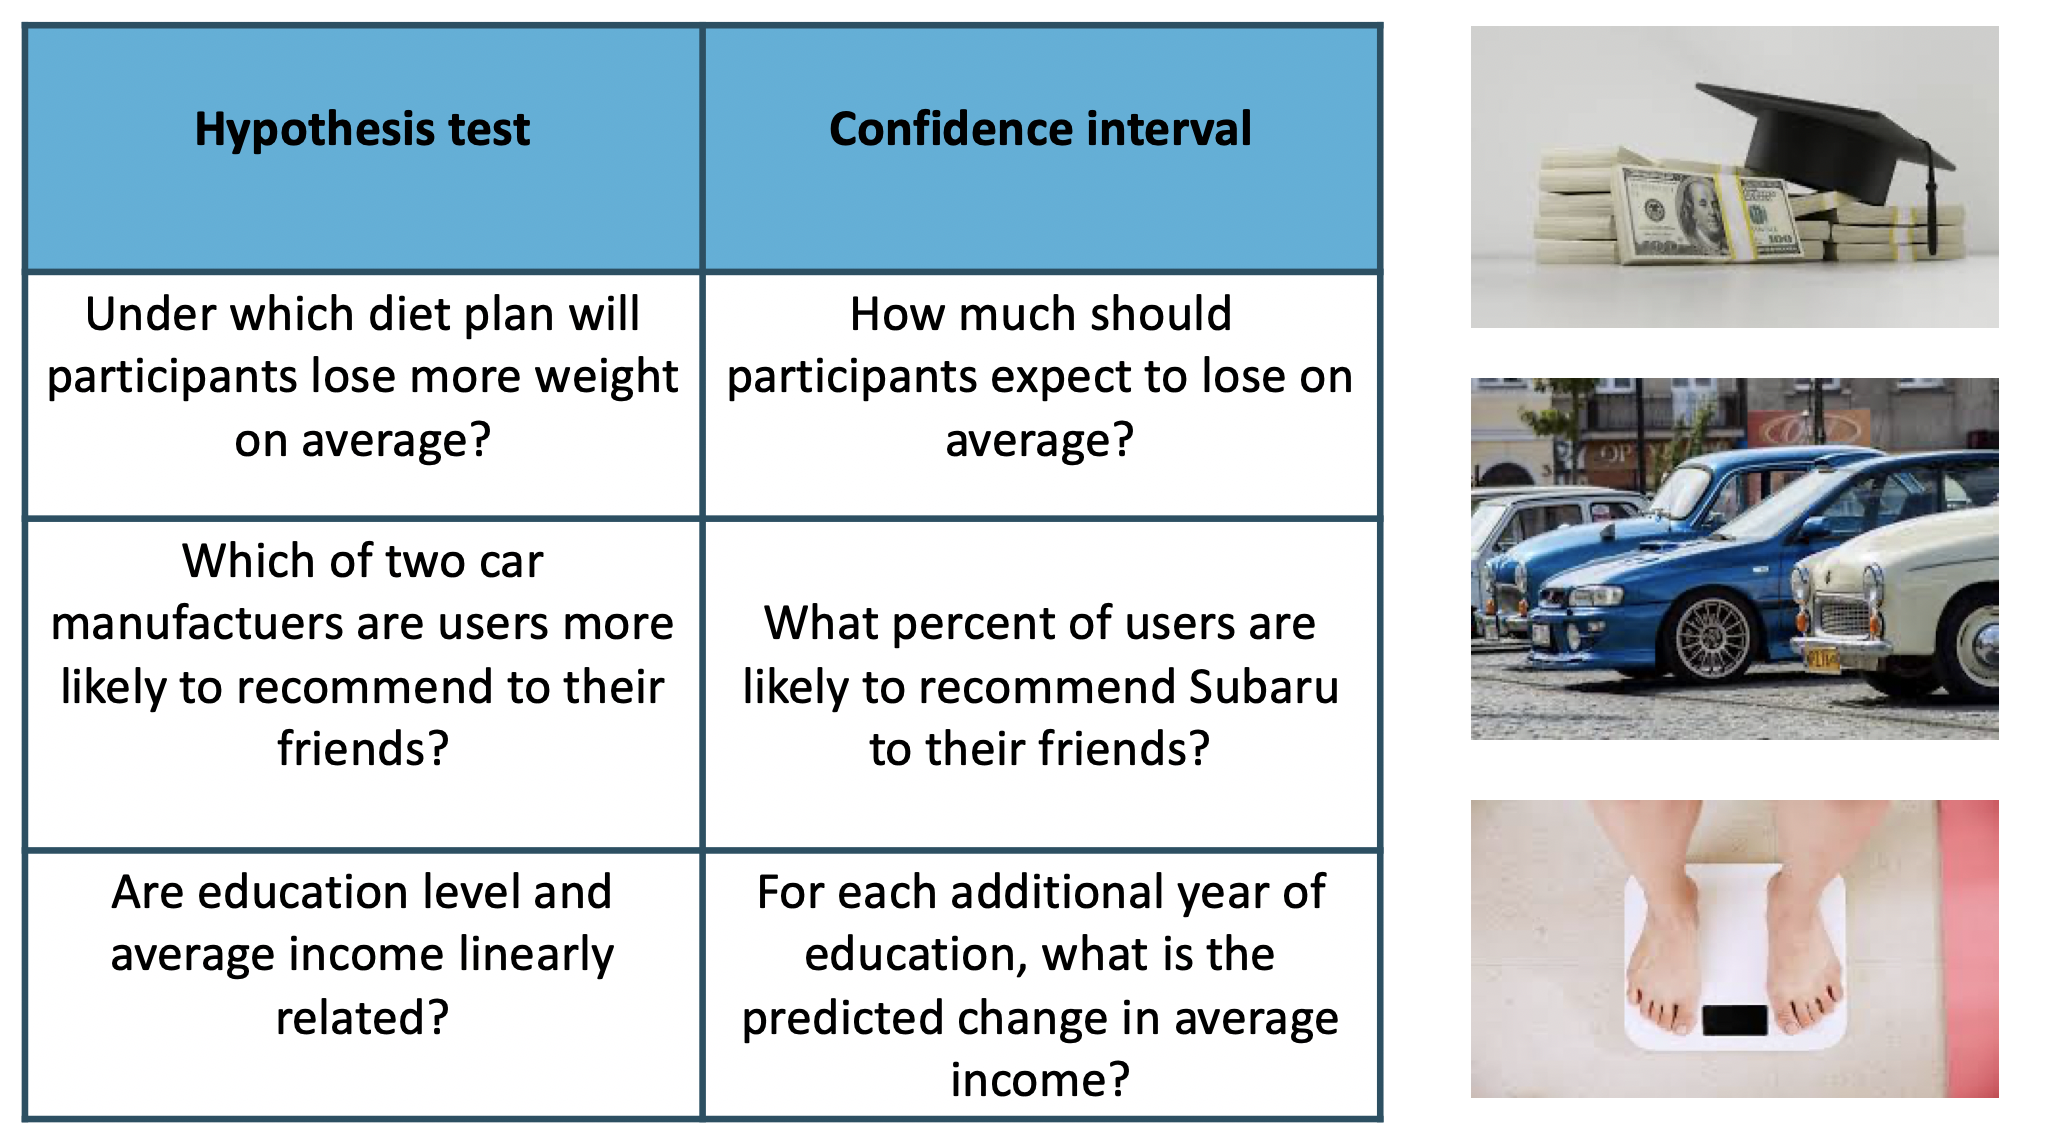 Hypothesis test
Confidence interval
Under which diet plan will
participants lose more weight
on average?
How much should
participants expect to lose on
average?
Which of two car
manufactuers are users more
likely to recommend to their
friends?
What percent of users are
likely to recommend Subaru
to their friends?
Are education level and
average income linearly
related?
For each additional year of
education, what is the
predicted change in average
income?
100
100